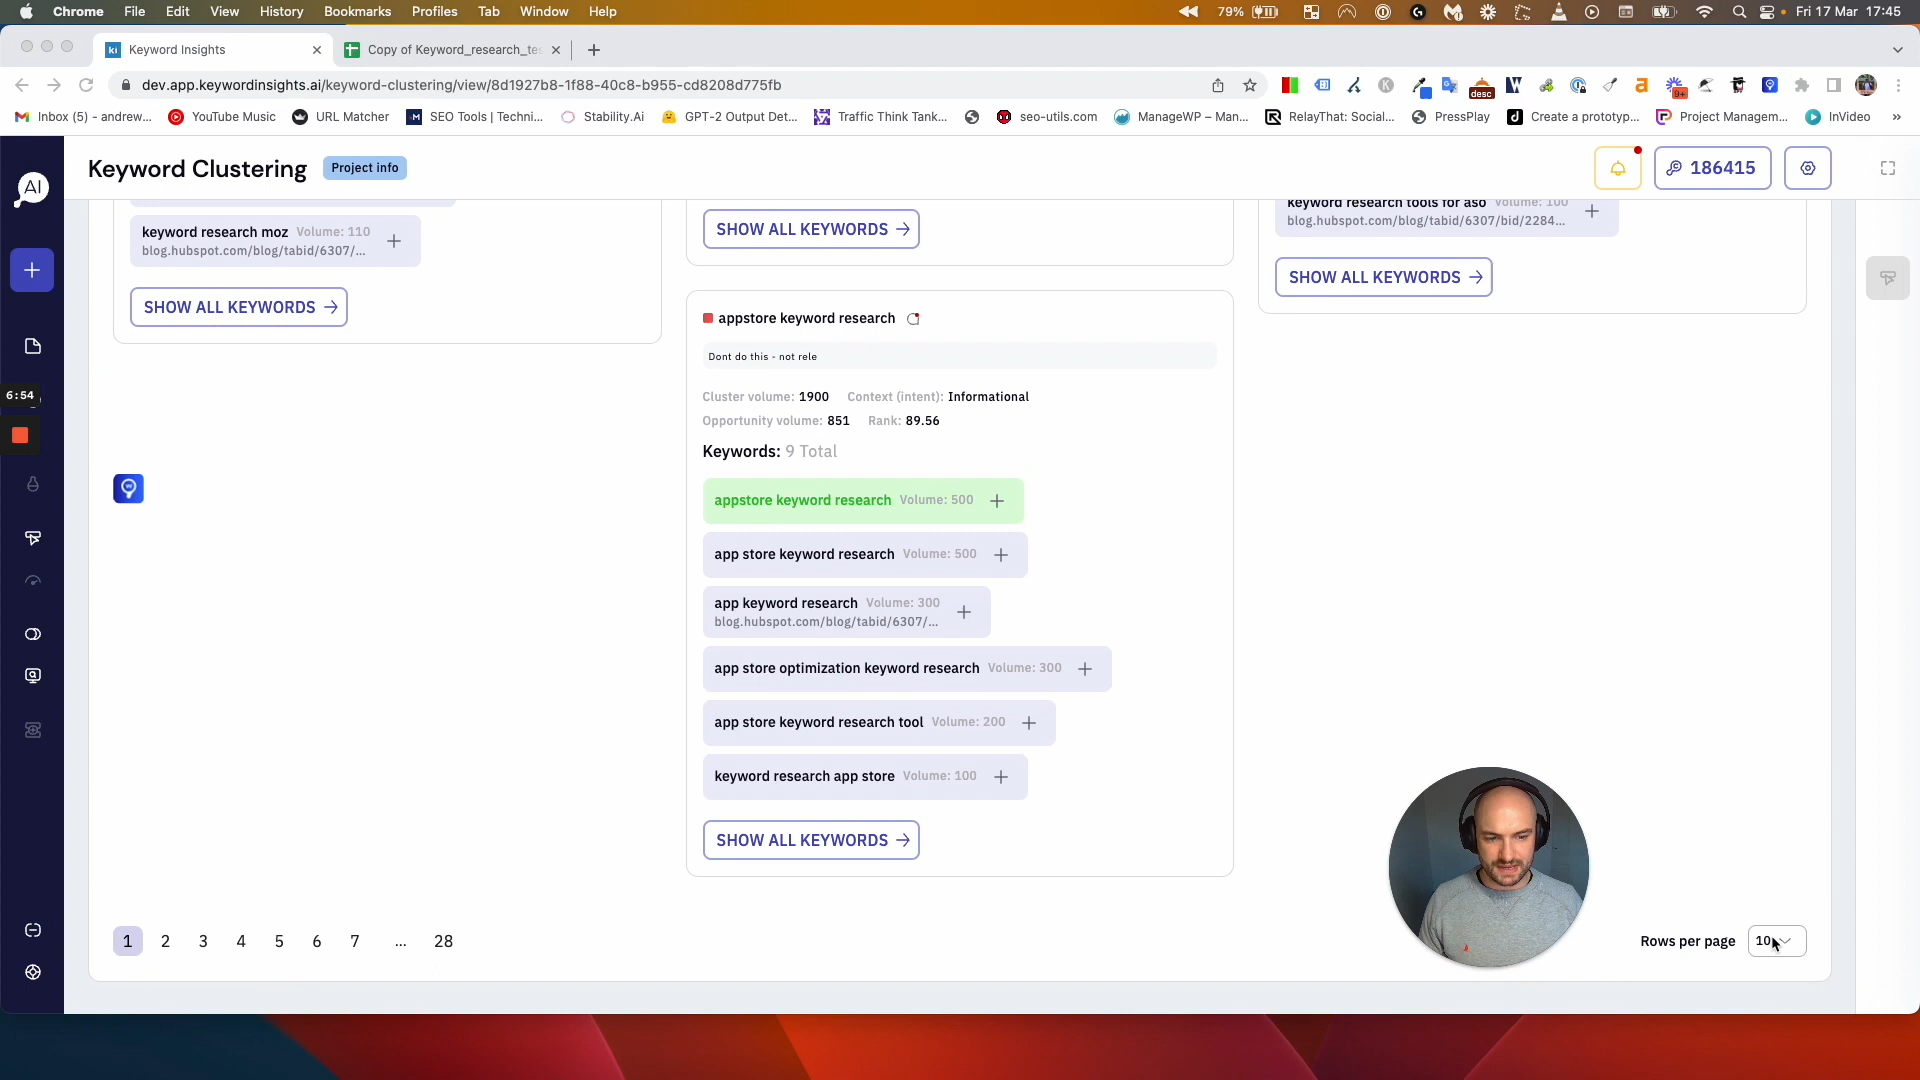 Chrome File Edit View History Bookmarks Profiles Tab Window Help 79% Fri 17 Mar 17:45
Keyword Insights
Copy of Keyword_research_tes
dev.app.keywordinsights.ai/keyword-clustering/view/8d1927b8-1f88-40c8-b955-cd8208d775fb
desc
9+
Inbox (5) - andrew...
YouTube Music
URL Matcher
SEO Tools | Techni...
Stability.Ai
GPT-2 Output Det...
Traffic Think Tank...
seo-utils.com
ManageWP – Man...
RelayThat: Social...
PressPlay
Create a prototyp...
Project Managem...
InVideo
»
AI
Keyword Clustering
Project info
186415
keyword research moz Volume: 110
blog.hubspot.com/blog/tabid/6307/...
SHOW ALL KEYWORDS
6:54
SHOW ALL KEYWORDS
appstore keyword research
Dont do this - not rele
Cluster volume: 1900 Context (intent): Informational
Opportunity volume: 851 Rank: 89.56
Keywords: 9 Total
appstore keyword research Volume: 500
app store keyword research Volume: 500
app keyword research Volume: 300
blog.hubspot.com/blog/tabid/6307/...
app store optimization keyword research Volume: 300
app store keyword research tool Volume: 200
keyword research app store Volume: 100
SHOW ALL KEYWORDS
keyword research tools for aso Volume: 100
blog.hubspot.com/blog/tabid/6307/bid/2284...
SHOW ALL KEYWORDS
1 2 3 4 5 6 7 ... 28
Rows per page 10